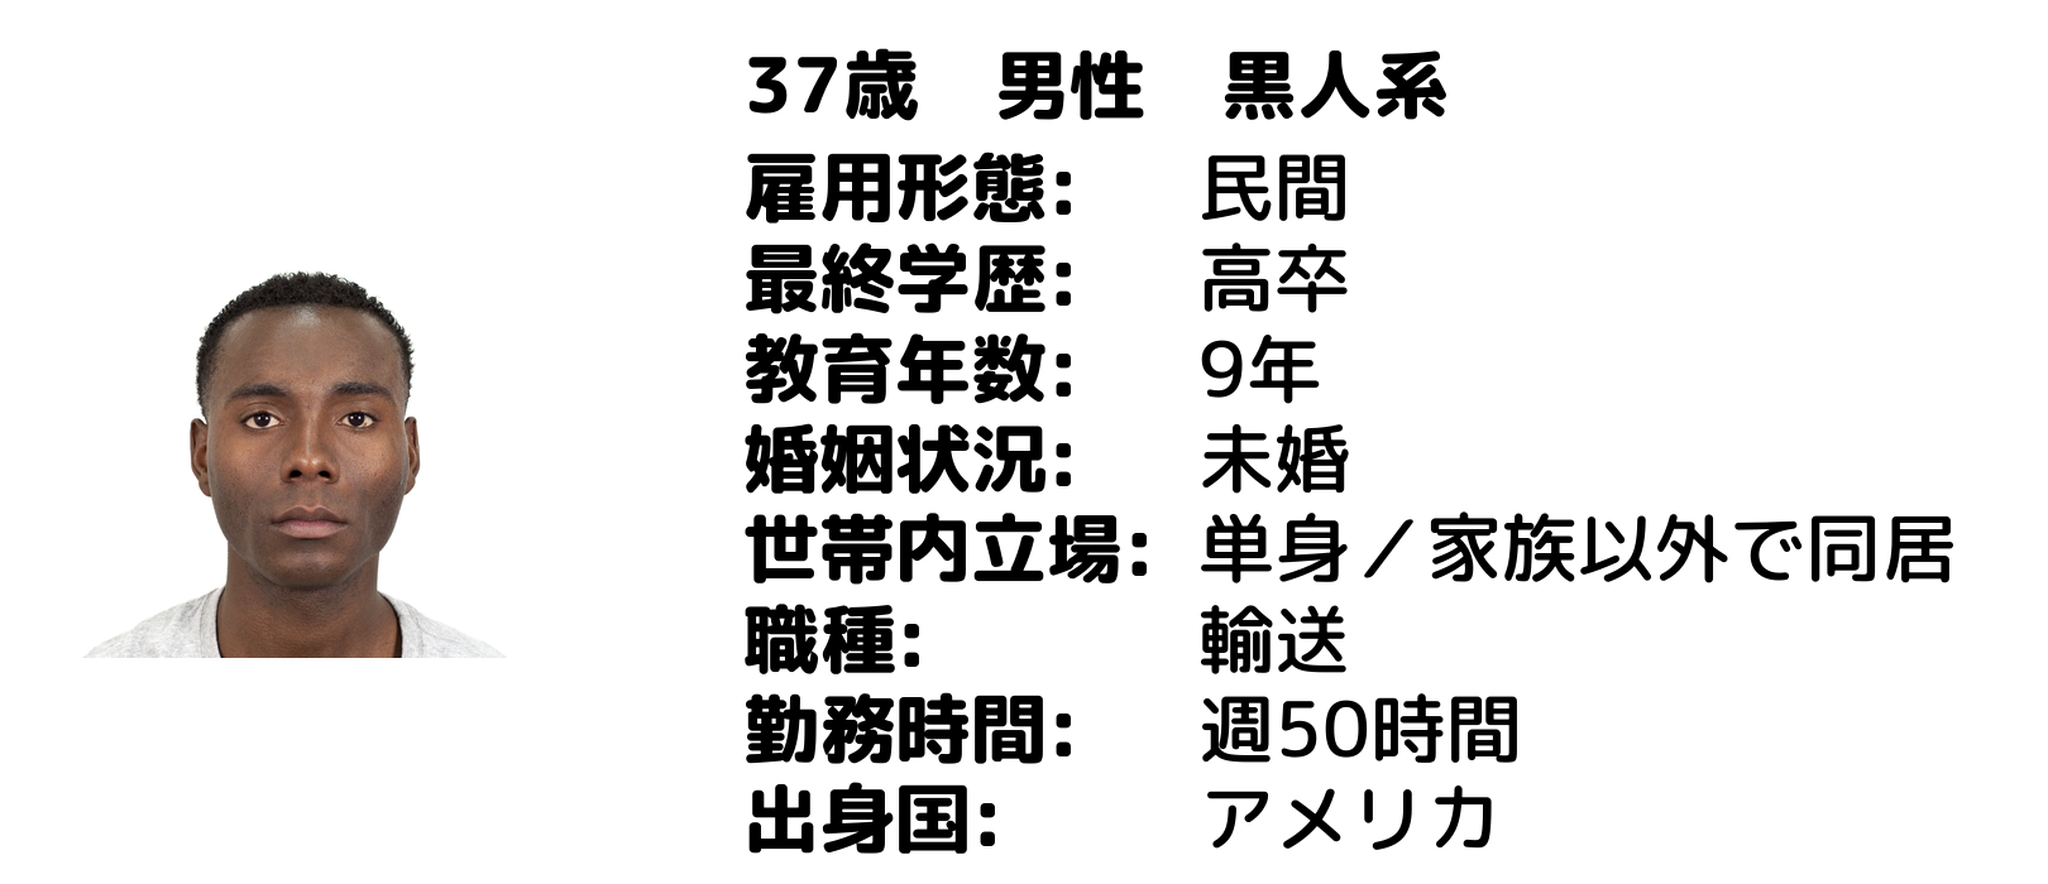 37歳　男性　黒人系
雇用形態:　民間
最終学歴:　高卒
教育年数:　9年
婚姻状況:　未婚
世帯内立場:　単身／家族以外で同居
職種:　輸送
勤務時間:　週50時間
出身国:　アメリカ